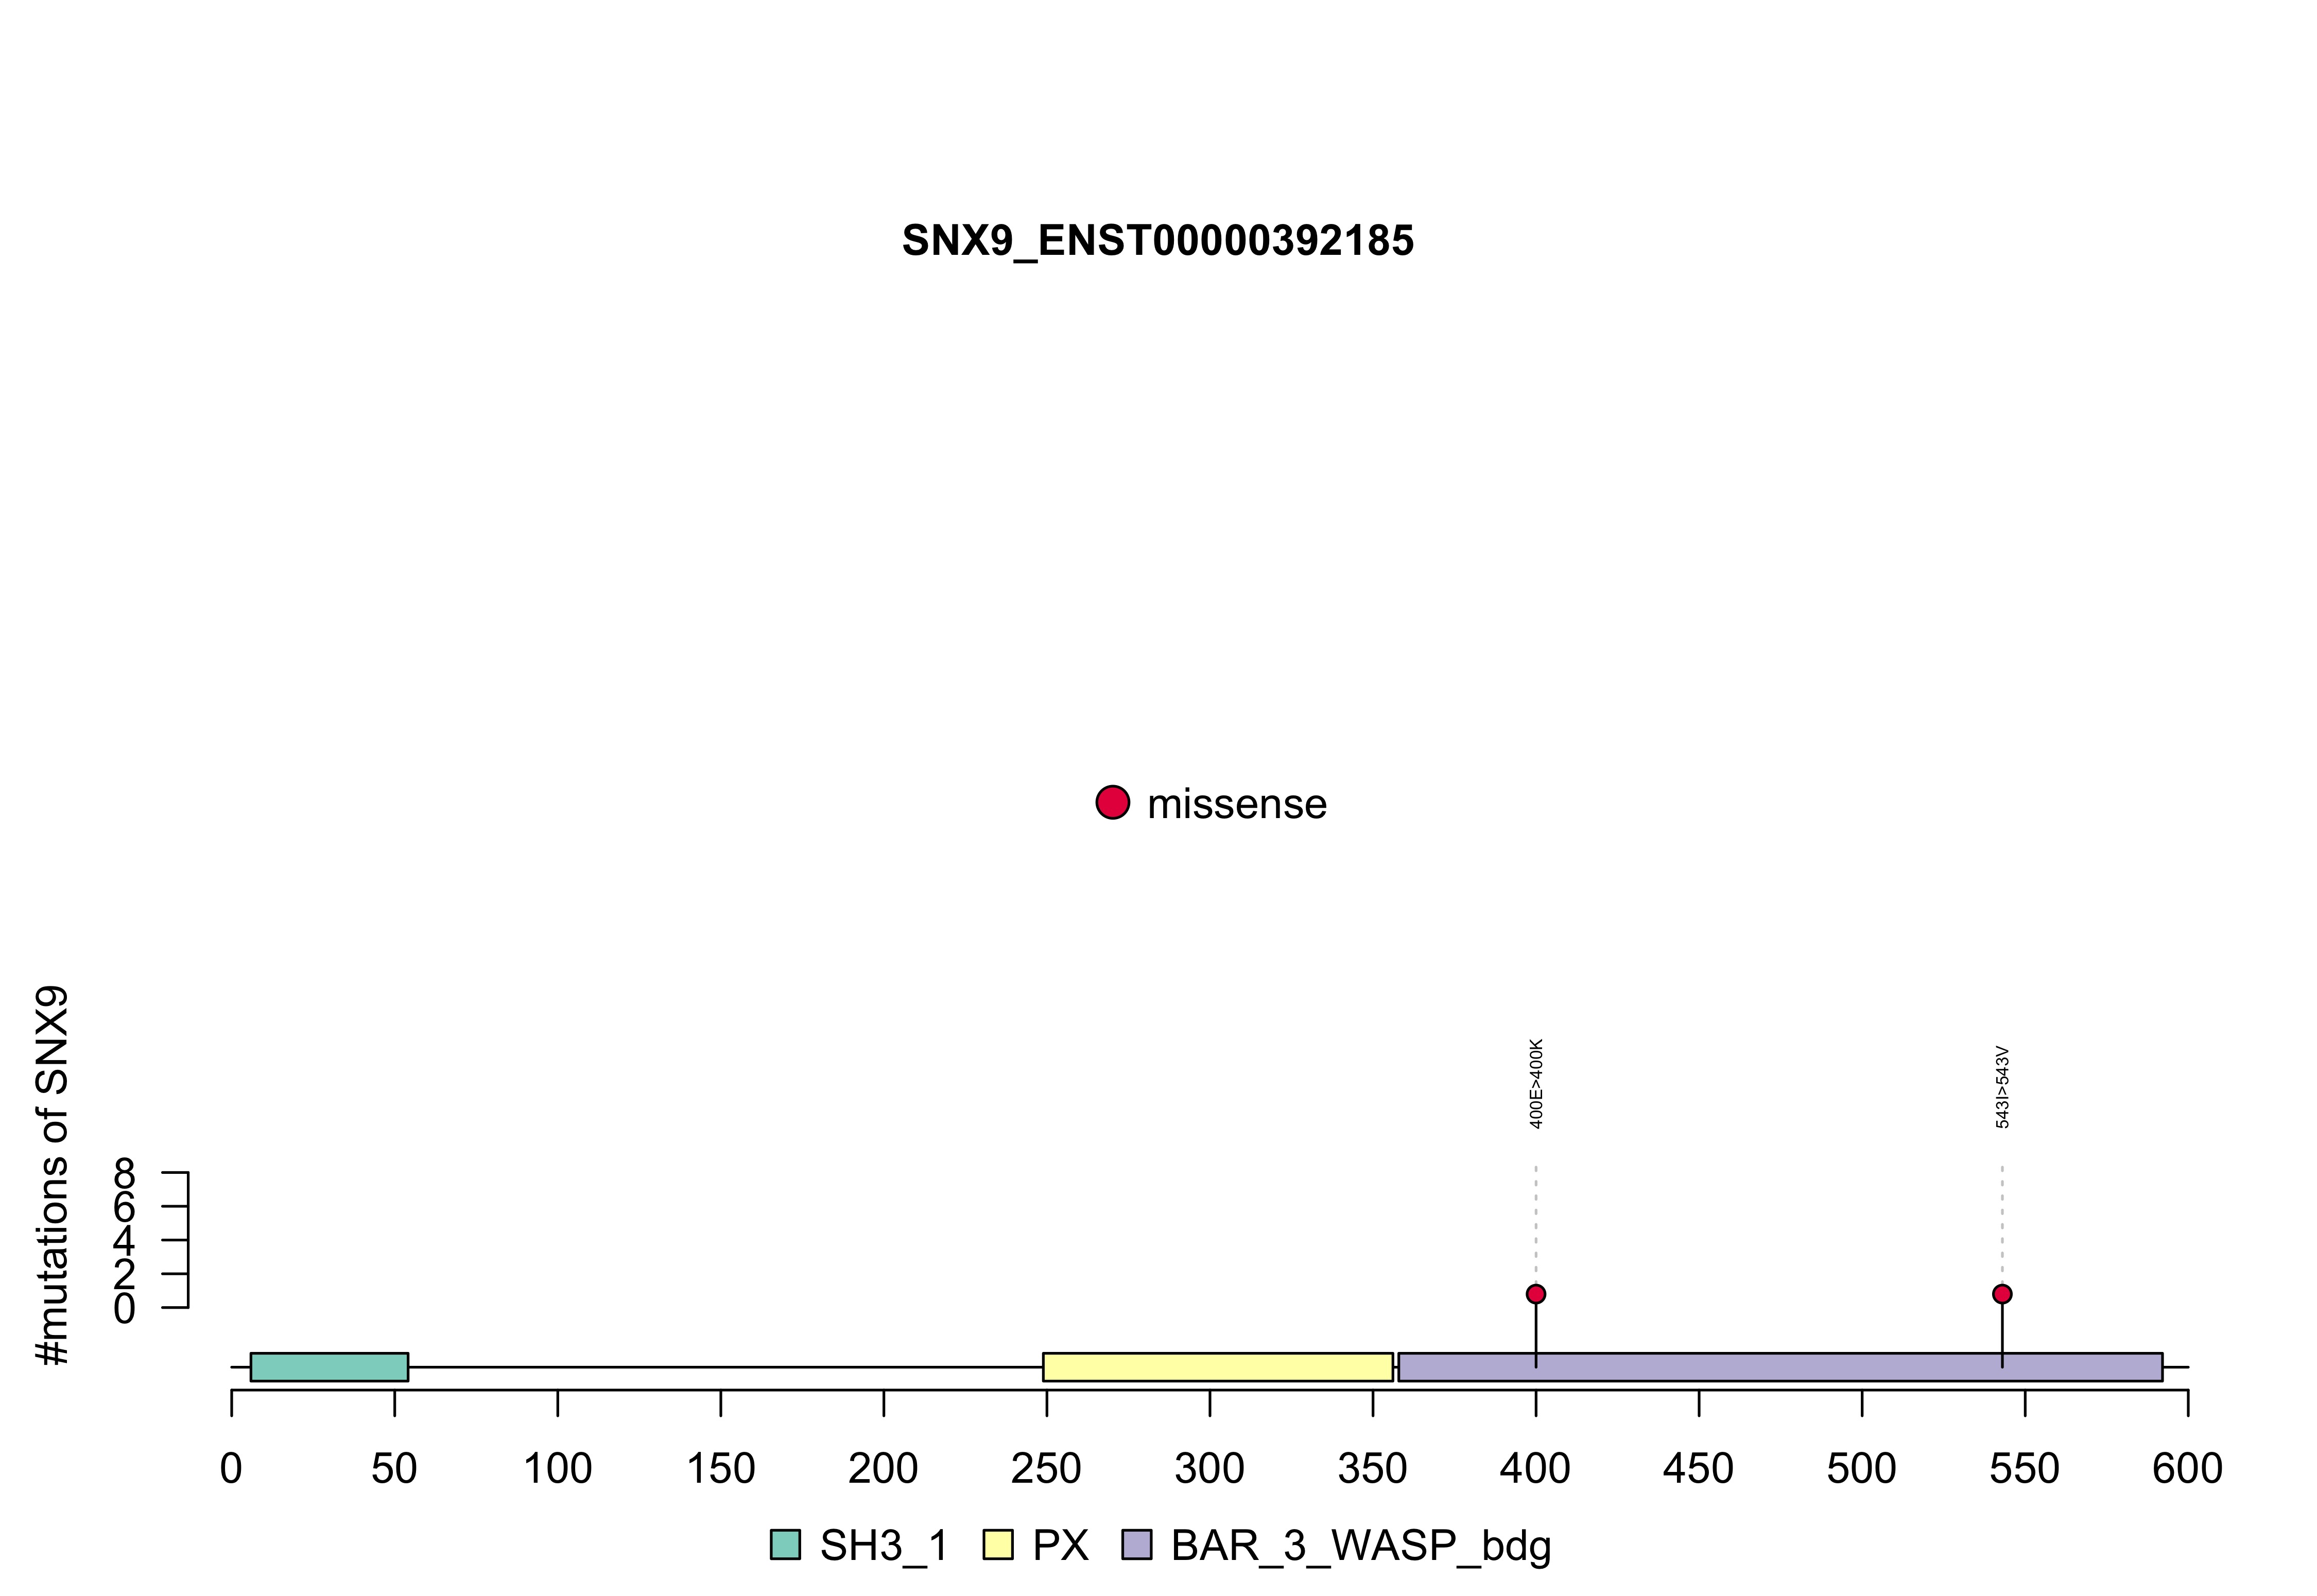 SNX9_ENST00000392185
missense
#mutations of SNX9
400E>400K
543I>543V
8
6
4
2
0
0 50 100 150 200 250 300 350 400 450 500 550 600
SH3_1 PX BAR_3_WASP_bdg